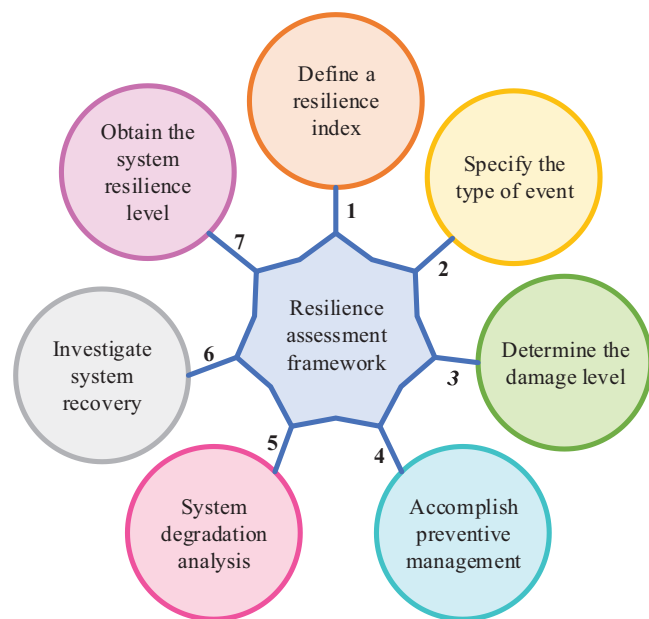 Define a
resilience
index
1
Specify the
type of event
2
Determine the
damage level
3
Accomplish
preventive
management
4
System
degradation
analysis
5
Investigate
system
recovery
6
Obtain the
system
resilience
level
7
Resilience
assessment
framework